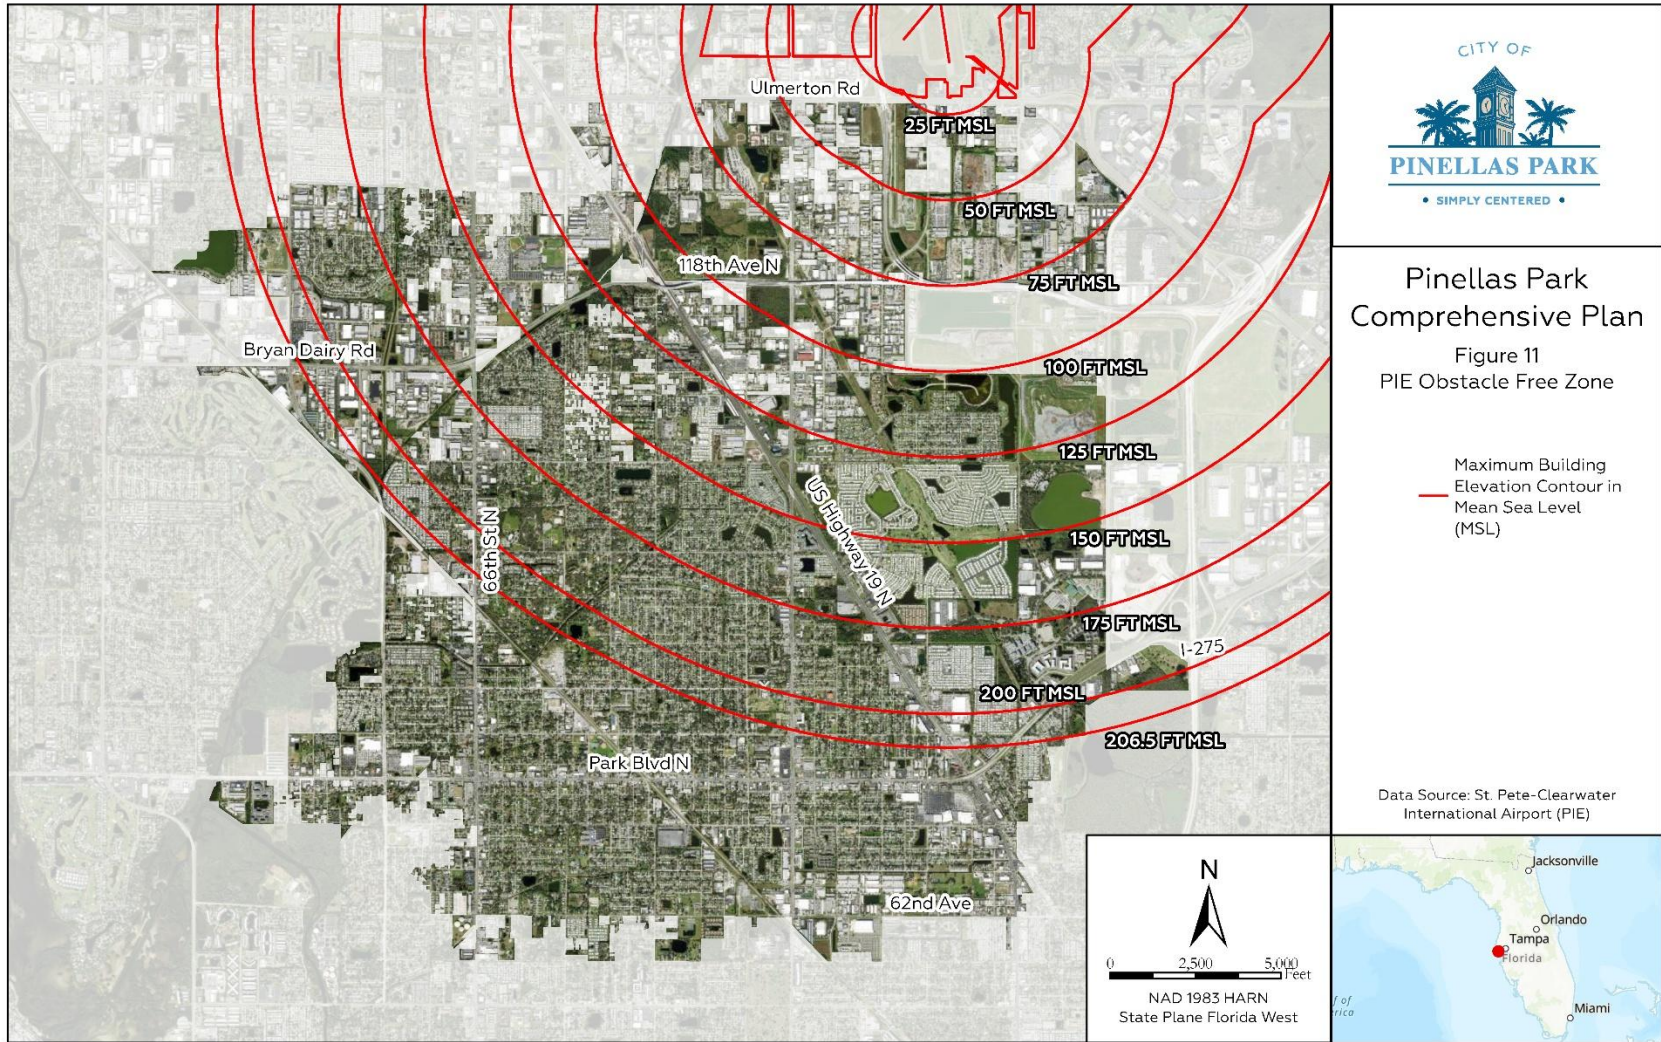 Ulmerton Rd
25 FT MSL
50 FT MSL
118th Ave N
75 FT MSL
Bryan Dairy Rd
100 FT MSL
125 FT MSL
US Highway 19 N
66th St N
150 FT MSL
175 FT MSL
I-275
200 FT MSL
206.5 FT MSL
Park Blvd N
62nd Ave
CITY OF
PINELLAS PARK
• SIMPLY CENTERED •
Pinellas Park
Comprehensive Plan
Figure 11
PIE Obstacle Free Zone
Maximum Building
Elevation Contour in
Mean Sea Level
(MSL)
Data Source: St. Pete-Clearwater
International Airport (PIE)
N
0 2,500 5,000
Feet
NAD 1983 HARN
State Plane Florida West
Jacksonville
Orlando
Tampa
Florida
Miami
f of
erica